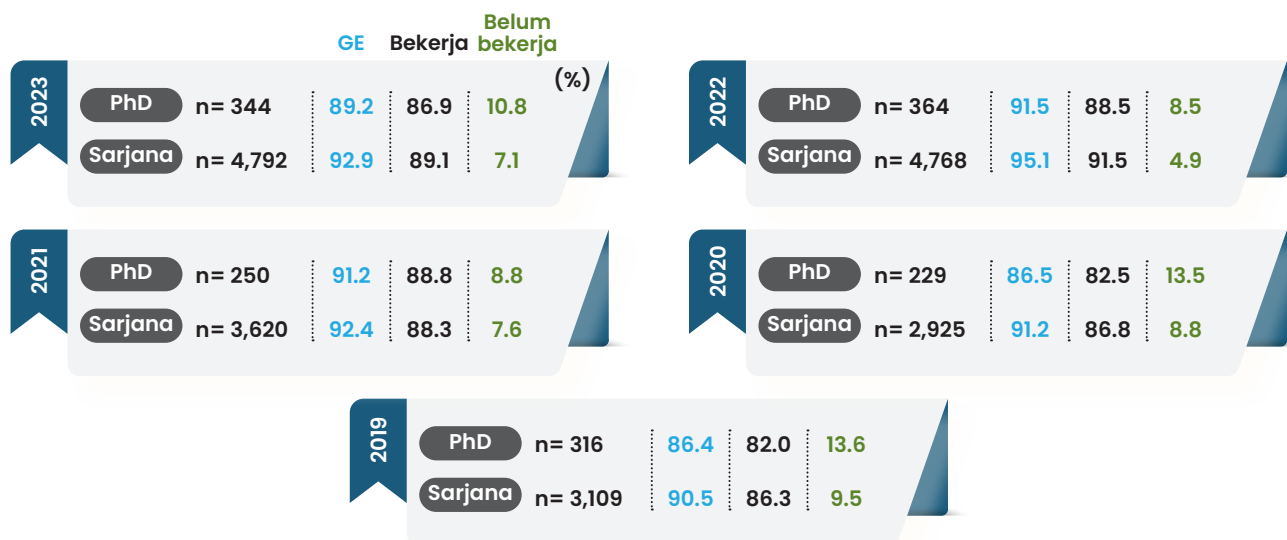 GE Bekerja Belum bekerja
(%)
2023
PhD n= 344 89.2 86.9 10.8
Sarjana n= 4,792 92.9 89.1 7.1
2022
PhD n= 364 91.5 88.5 8.5
Sarjana n= 4,768 95.1 91.5 4.9
2021
PhD n= 250 91.2 88.8 8.8
Sarjana n= 3,620 92.4 88.3 7.6
2020
PhD n= 229 86.5 82.5 13.5
Sarjana n= 2,925 91.2 86.8 8.8
2019
PhD n= 316 86.4 82.0 13.6
Sarjana n= 3,109 90.5 86.3 9.5